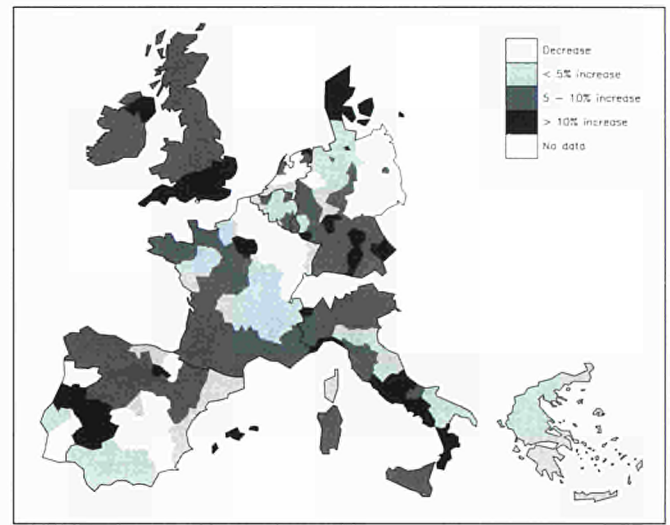 Decrease
< 5% increase
5 - 10% increase
> 10% increase
No data